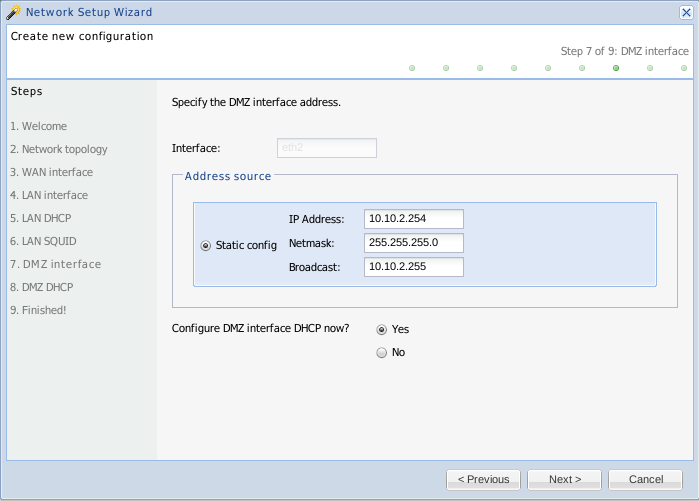 Network Setup Wizard
Create new configuration
Step 7 of 9: DMZ interface
Steps
1. Welcome
2. Network topology
3. WAN interface
4. LAN interface
5. LAN DHCP
6. LAN SQUID
7. DMZ interface
8. DMZ DHCP
9. Finished!
Specify the DMZ interface address.
Interface: eth2
Address source
Static config
IP Address: 10.10.2.254
Netmask: 255.255.255.0
Broadcast: 10.10.2.255
Configure DMZ interface DHCP now? Yes
No
< Previous Next > Cancel